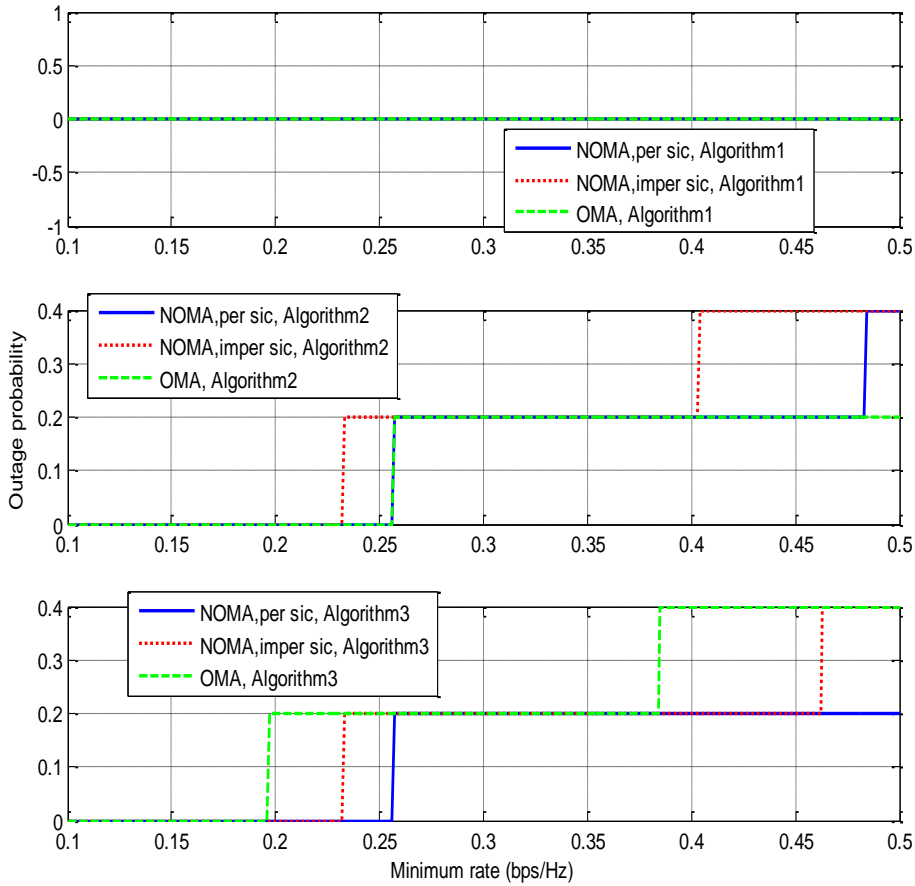 1
0.5
0
-0.5
-1
0.1 0.15 0.2 0.25 0.3 0.35 0.4 0.45 0.5
NOMA,per sic, Algorithm1
NOMA,imper sic, Algorithm1
OMA, Algorithm1
Outage probability
0.4
0.3
0.2
0.1
0
0.1 0.15 0.2 0.25 0.3 0.35 0.4 0.45 0.5
NOMA,per sic, Algorithm2
NOMA,imper sic, Algorithm2
OMA, Algorithm2
0.4
0.3
0.2
0.1
0
0.1 0.15 0.2 0.25 0.3 0.35 0.4 0.45 0.5
NOMA,per sic, Algorithm3
NOMA,imper sic, Algorithm3
OMA, Algorithm3
Minimum rate (bps/Hz)